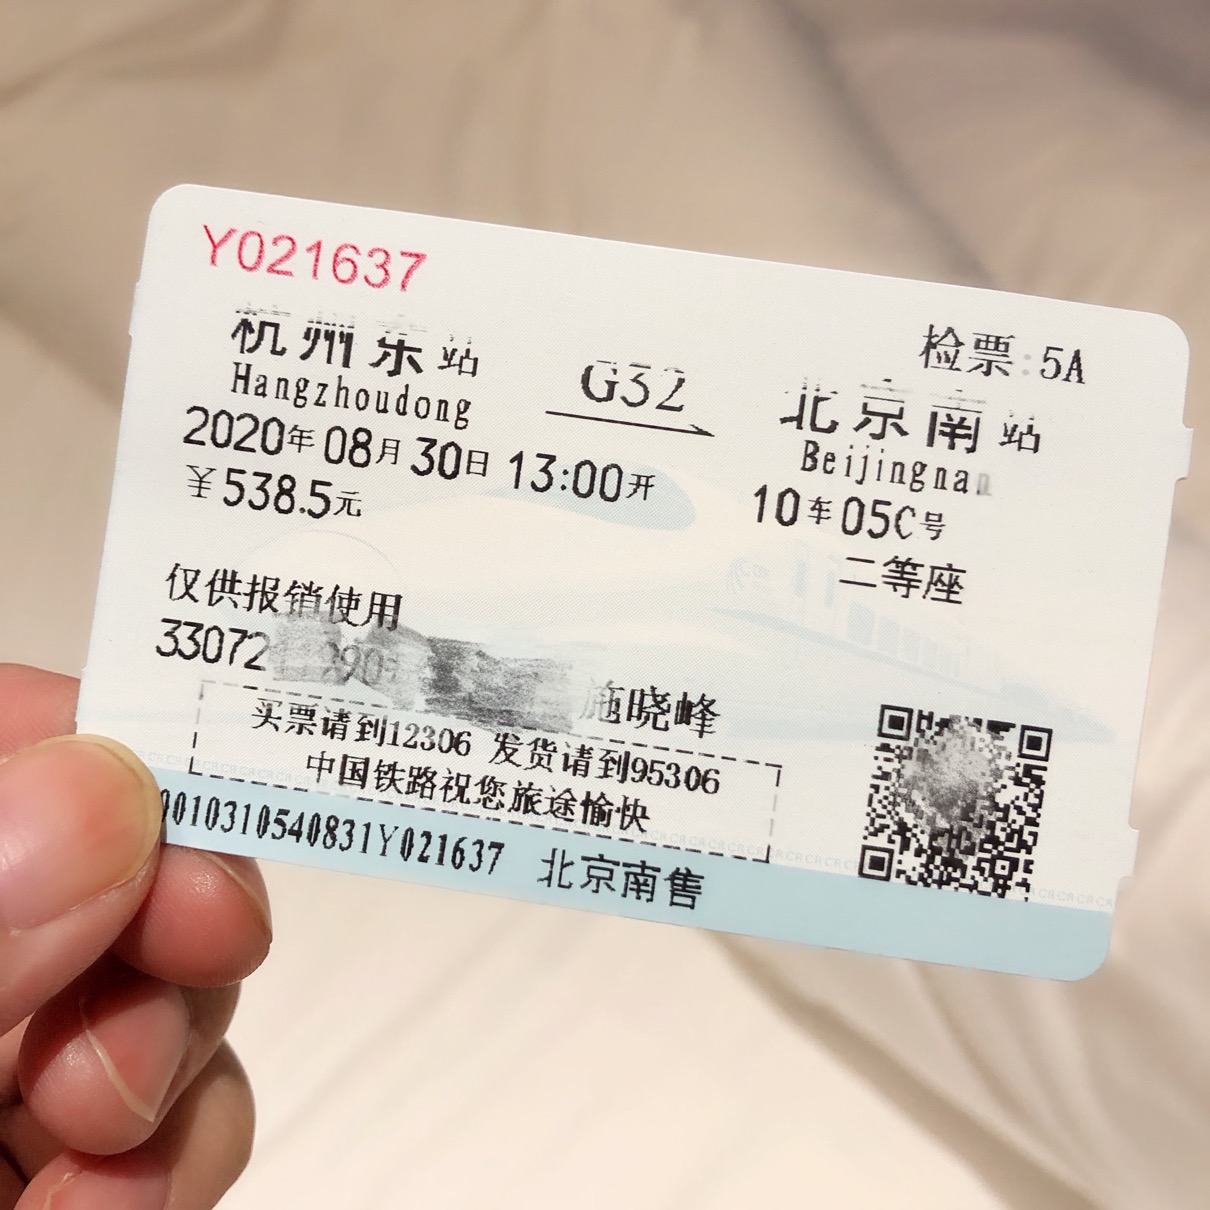 Y021637
检票:5A
杭州东站 G32 北京南站
Hangzhoudong Beijingnan
2020年08月30日 13:00开 10车05C号
¥538.5元 二等座
仅供报销使用
33072 施晓峰
买票请到12306 发货请到95306
中国铁路祝您旅途愉快
0010310540831Y021637 北京南售